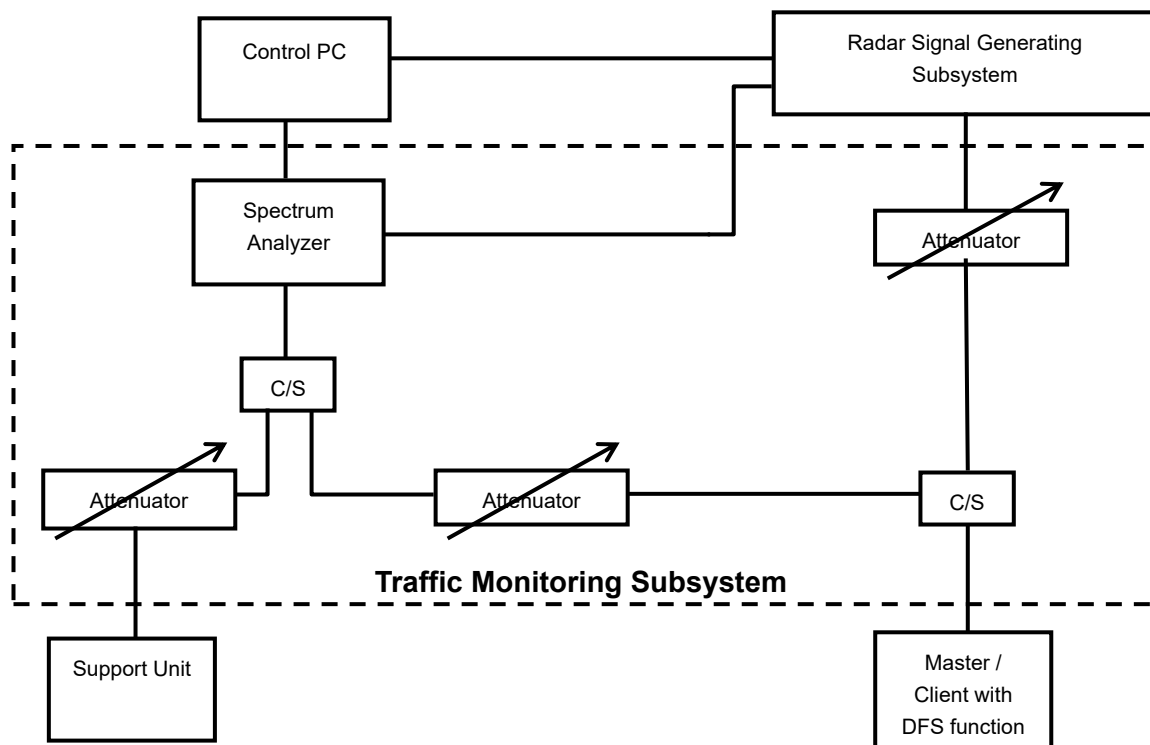 Control PC
Radar Signal Generating
Subsystem
Spectrum
Analyzer
Attenuator
C/S
Attenuator
Attenuator
C/S
Traffic Monitoring Subsystem
Support Unit
Master /
Client with
DFS function